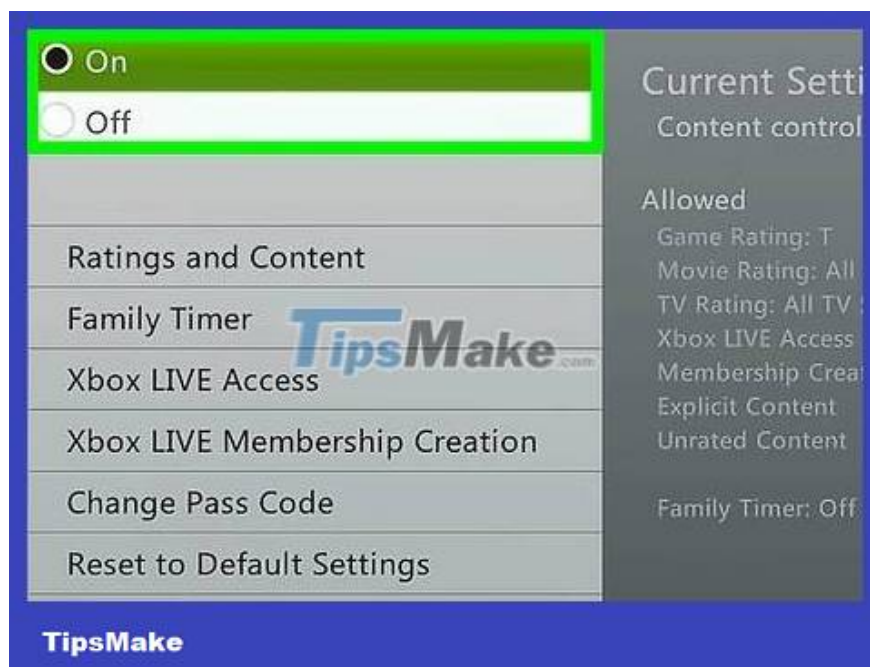 On
Off
Ratings and Content
Family Timer
Xbox LIVE Access
Xbox LIVE Membership Creation
Change Pass Code
Reset to Default Settings
Current Setti
Content control
Allowed
Game Rating: T
Movie Rating: All
TV Rating: All TV
Xbox LIVE Access
Membership Crea
Explicit Content
Unrated Content
Family Timer: Off
TipsMake.com
TipsMake